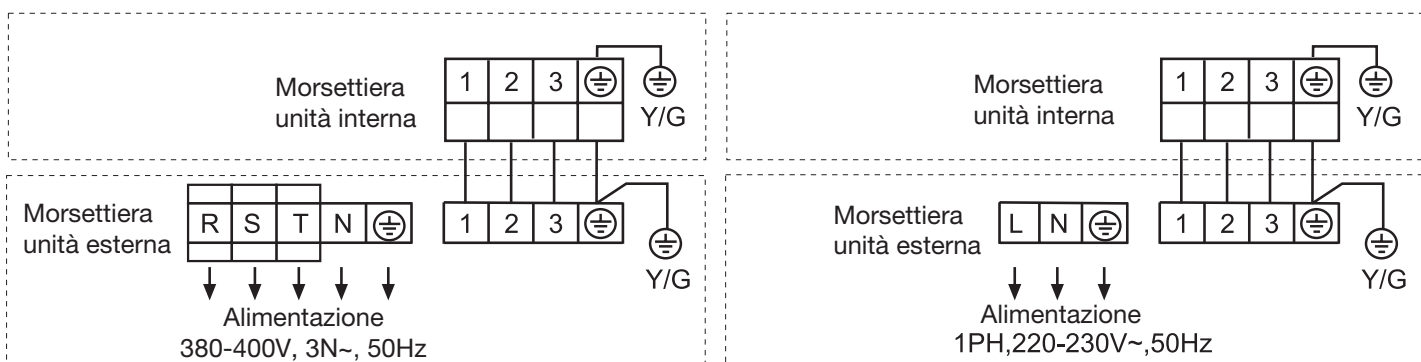 Morsettiera
unità interna
1 2 3
Y/G
Morsettiera
unità esterna
R S T N
1 2 3
Y/G
Alimentazione
380-400V, 3N~, 50Hz
Morsettiera
unità interna
1 2 3
Y/G
Morsettiera
unità esterna
L N
1 2 3
Y/G
Alimentazione
1PH,220-230V~,50Hz